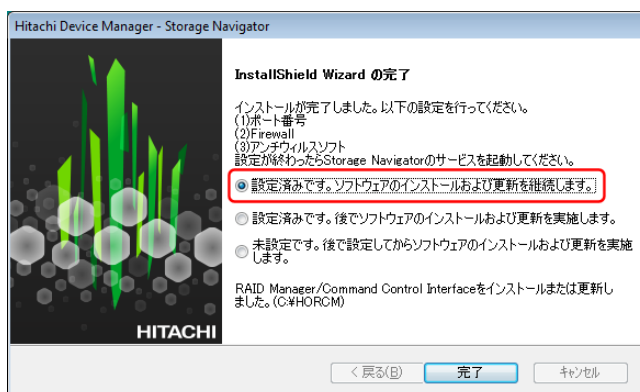 Hitachi Device Manager - Storage Navigator
InstallShield Wizard の完了
インストールが完了しました。以下の設定を行ってください。
(1)ポート番号
(2)Firewall
(3)アンチウィルスソフト
設定が終わったらStorage Navigatorのサービスを起動してください。
設定済みです。ソフトウェアのインストールおよび更新を継続します。
設定済みです。後でソフトウェアのインストールおよび更新を実施します。
未設定です。後で設定してからソフトウェアのインストールおよび更新を実施
します。
RAID Manager/Command Control Interfaceをインストールまたは更新し
ました。(C:¥HORCM)
HITACHI
< 戻る(B)
完了
キャンセル